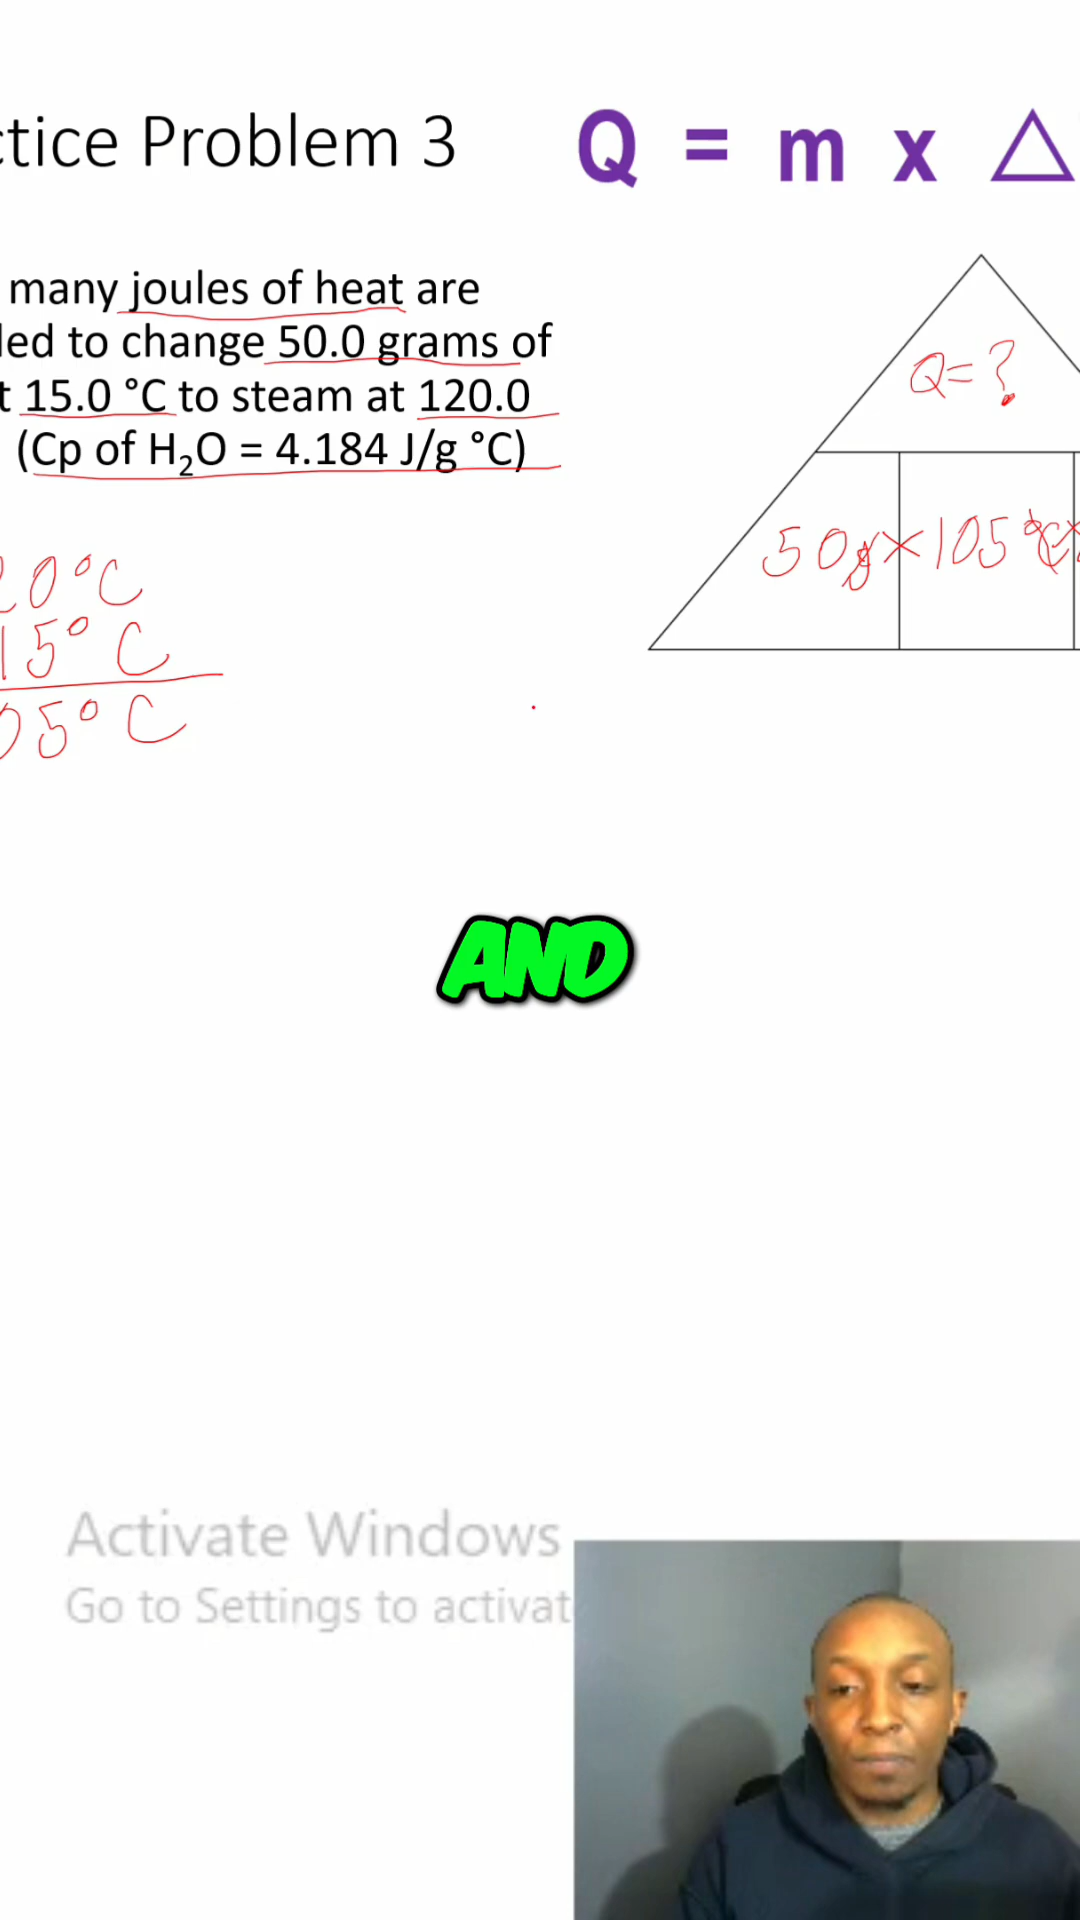 ctice Problem 3
Q = m x △
many joules of heat are
led to change 50.0 grams of
t 15.0 °C to steam at 120.0
(Cp of H₂O = 4.184 J/g °C)
Q=?
50g×105°C×
20°C
15°C
05°C
AND
Activate Windows
Go to Settings to activat